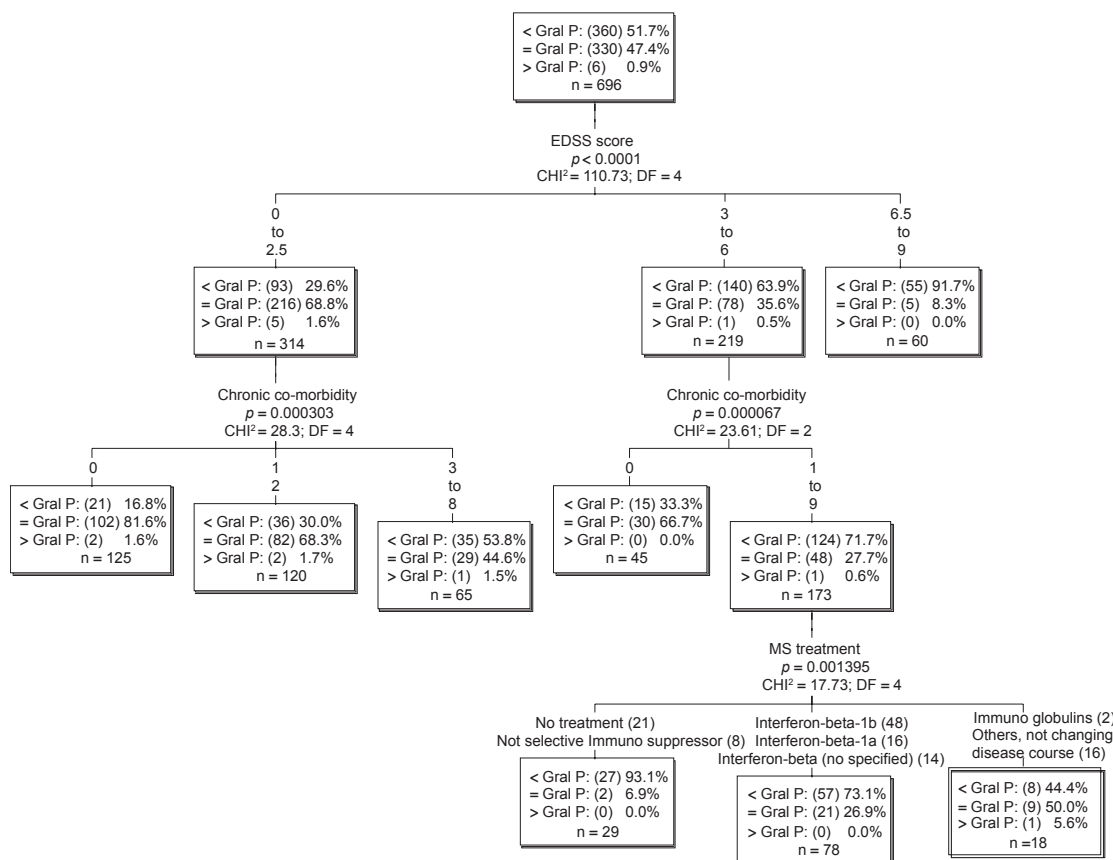 < Gral P: (360) 51.7%
= Gral P: (330) 47.4%
> Gral P: (6) 0.9%
n = 696
EDSS score
p < 0.0001
CHI² = 110.73; DF = 4
0
to
2.5
3
to
6
6.5
to
9
< Gral P: (93) 29.6%
= Gral P: (216) 68.8%
> Gral P: (5) 1.6%
n = 314
< Gral P: (140) 63.9%
= Gral P: (78) 35.6%
> Gral P: (1) 0.5%
n = 219
< Gral P: (55) 91.7%
= Gral P: (5) 8.3%
> Gral P: (0) 0.0%
n = 60
Chronic co-morbidity
p = 0.000303
CHI² = 28.3; DF = 4
Chronic co-morbidity
p = 0.000067
CHI² = 23.61; DF = 2
0
1
2
3
to
8
0
1
to
9
< Gral P: (21) 16.8%
= Gral P: (102) 81.6%
> Gral P: (2) 1.6%
n = 125
< Gral P: (36) 30.0%
= Gral P: (82) 68.3%
> Gral P: (2) 1.7%
n = 120
< Gral P: (35) 53.8%
= Gral P: (29) 44.6%
> Gral P: (1) 1.5%
n = 65
< Gral P: (15) 33.3%
= Gral P: (30) 66.7%
> Gral P: (0) 0.0%
n = 45
< Gral P: (124) 71.7%
= Gral P: (48) 27.7%
> Gral P: (1) 0.6%
n = 173
MS treatment
p = 0.001395
CHI² = 17.73; DF = 4
No treatment (21)
Not selective Immuno suppressor (8)
Interferon-beta-1b (48)
Interferon-beta-1a (16)
Interferon-beta (no specified) (14)
Immuno globulins (2)
Others, not changing
disease course (16)
< Gral P: (27) 93.1%
= Gral P: (2) 6.9%
> Gral P: (0) 0.0%
n = 29
< Gral P: (57) 73.1%
= Gral P: (21) 26.9%
> Gral P: (0) 0.0%
n = 78
< Gral P: (8) 44.4%
= Gral P: (9) 50.0%
> Gral P: (1) 5.6%
n =18